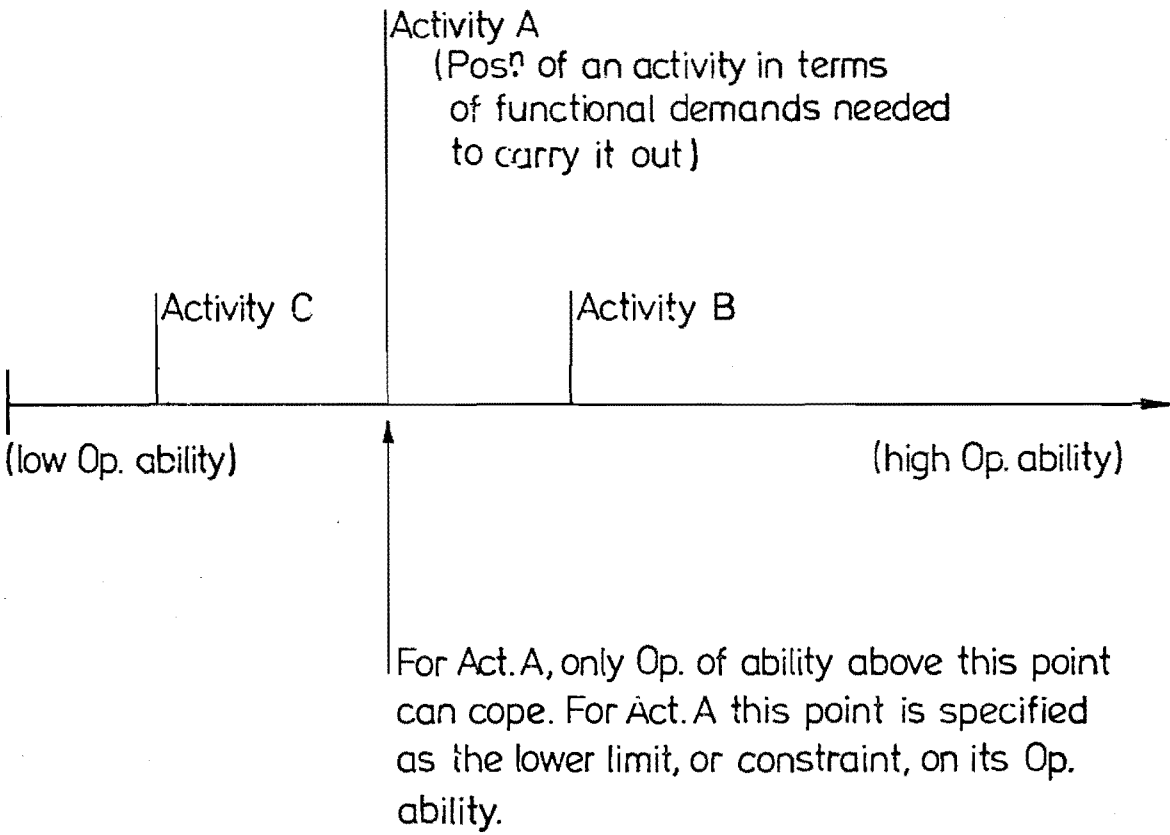 Activity A
(Posⁿ of an activity in terms
of functional demands needed
to carry it out)
Activity C
Activity B
(low Op. ability)
(high Op. ability)
For Act. A, only Op. of ability above this point
can cope. For Act. A this point is specified
as the lower limit, or constraint, on its Op.
ability.